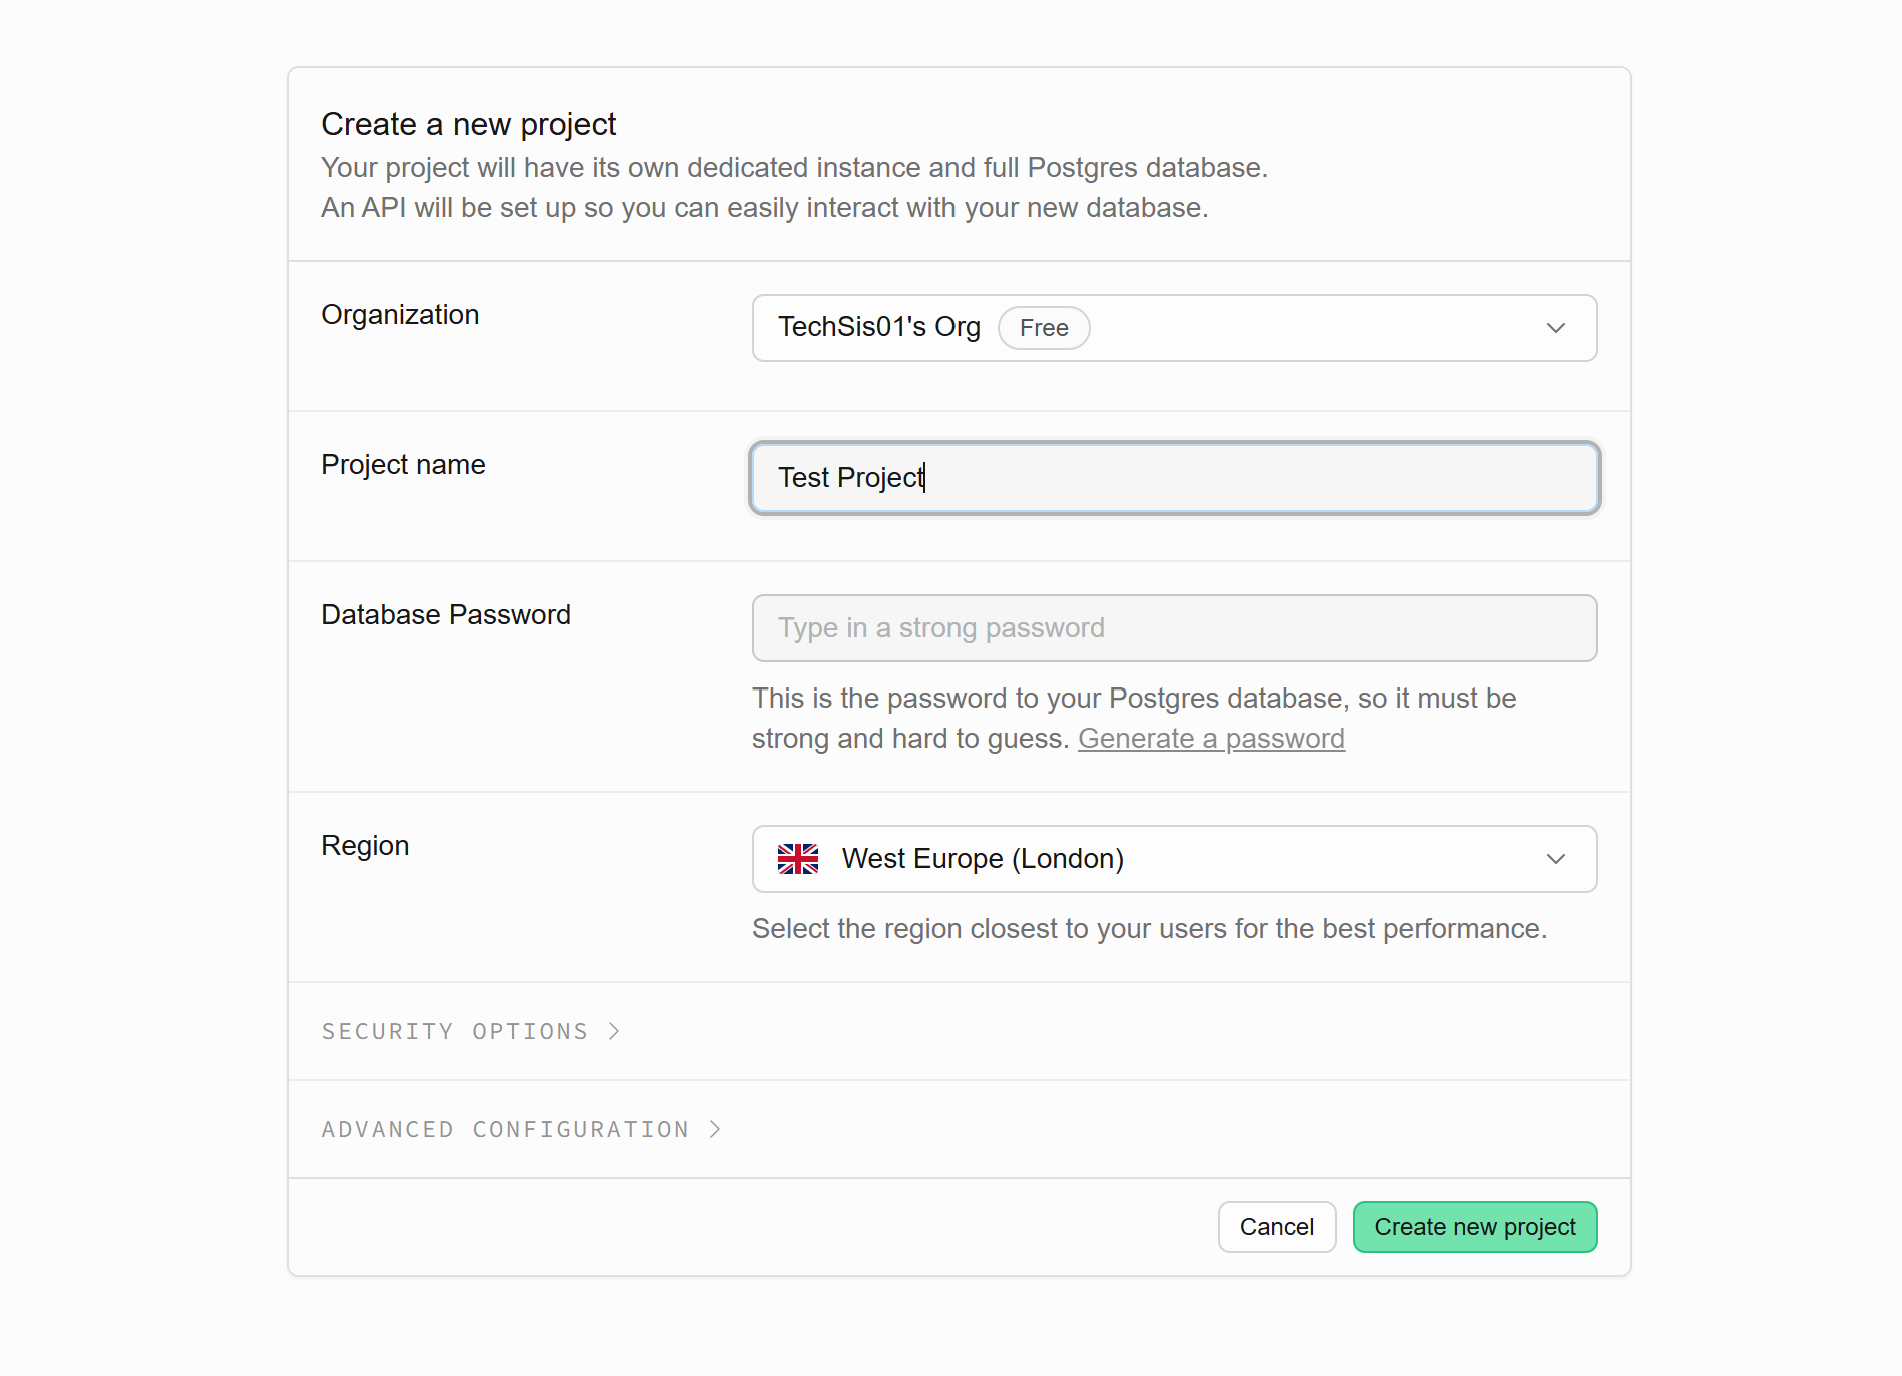 Create a new project
Your project will have its own dedicated instance and full Postgres database.
An API will be set up so you can easily interact with your new database.
Organization
TechSis01's Org Free
Project name
Test Project
Database Password
Type in a strong password
This is the password to your Postgres database, so it must be
strong and hard to guess. Generate a password
Region
West Europe (London)
Select the region closest to your users for the best performance.
SECURITY OPTIONS
ADVANCED CONFIGURATION
Cancel
Create new project